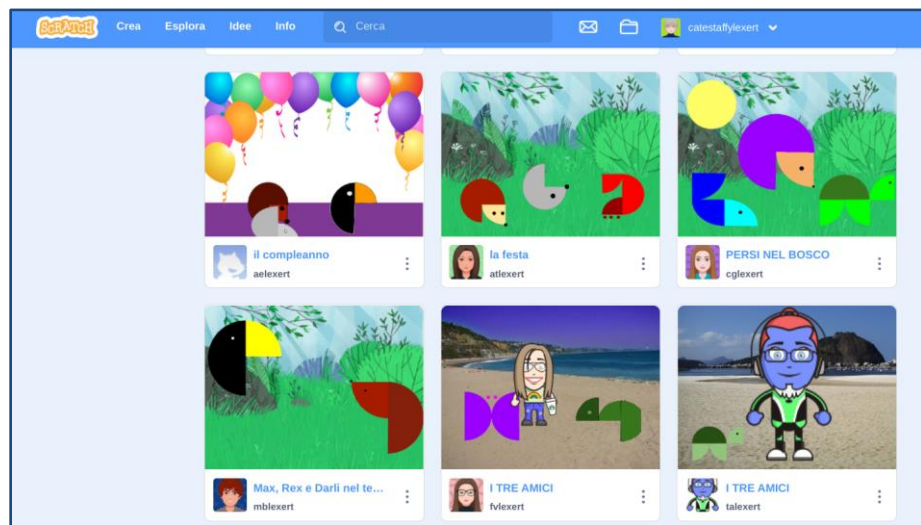 SCRATCH Crea Esplora Idee Info Cerca catestaffylexert
il compleanno
aelexert
la festa
atlexert
PERSI NEL BOSCO
cglexert
Max, Rex e Darli nel te...
mblexert
I TRE AMICI
fvlexert
I TRE AMICI
talexert